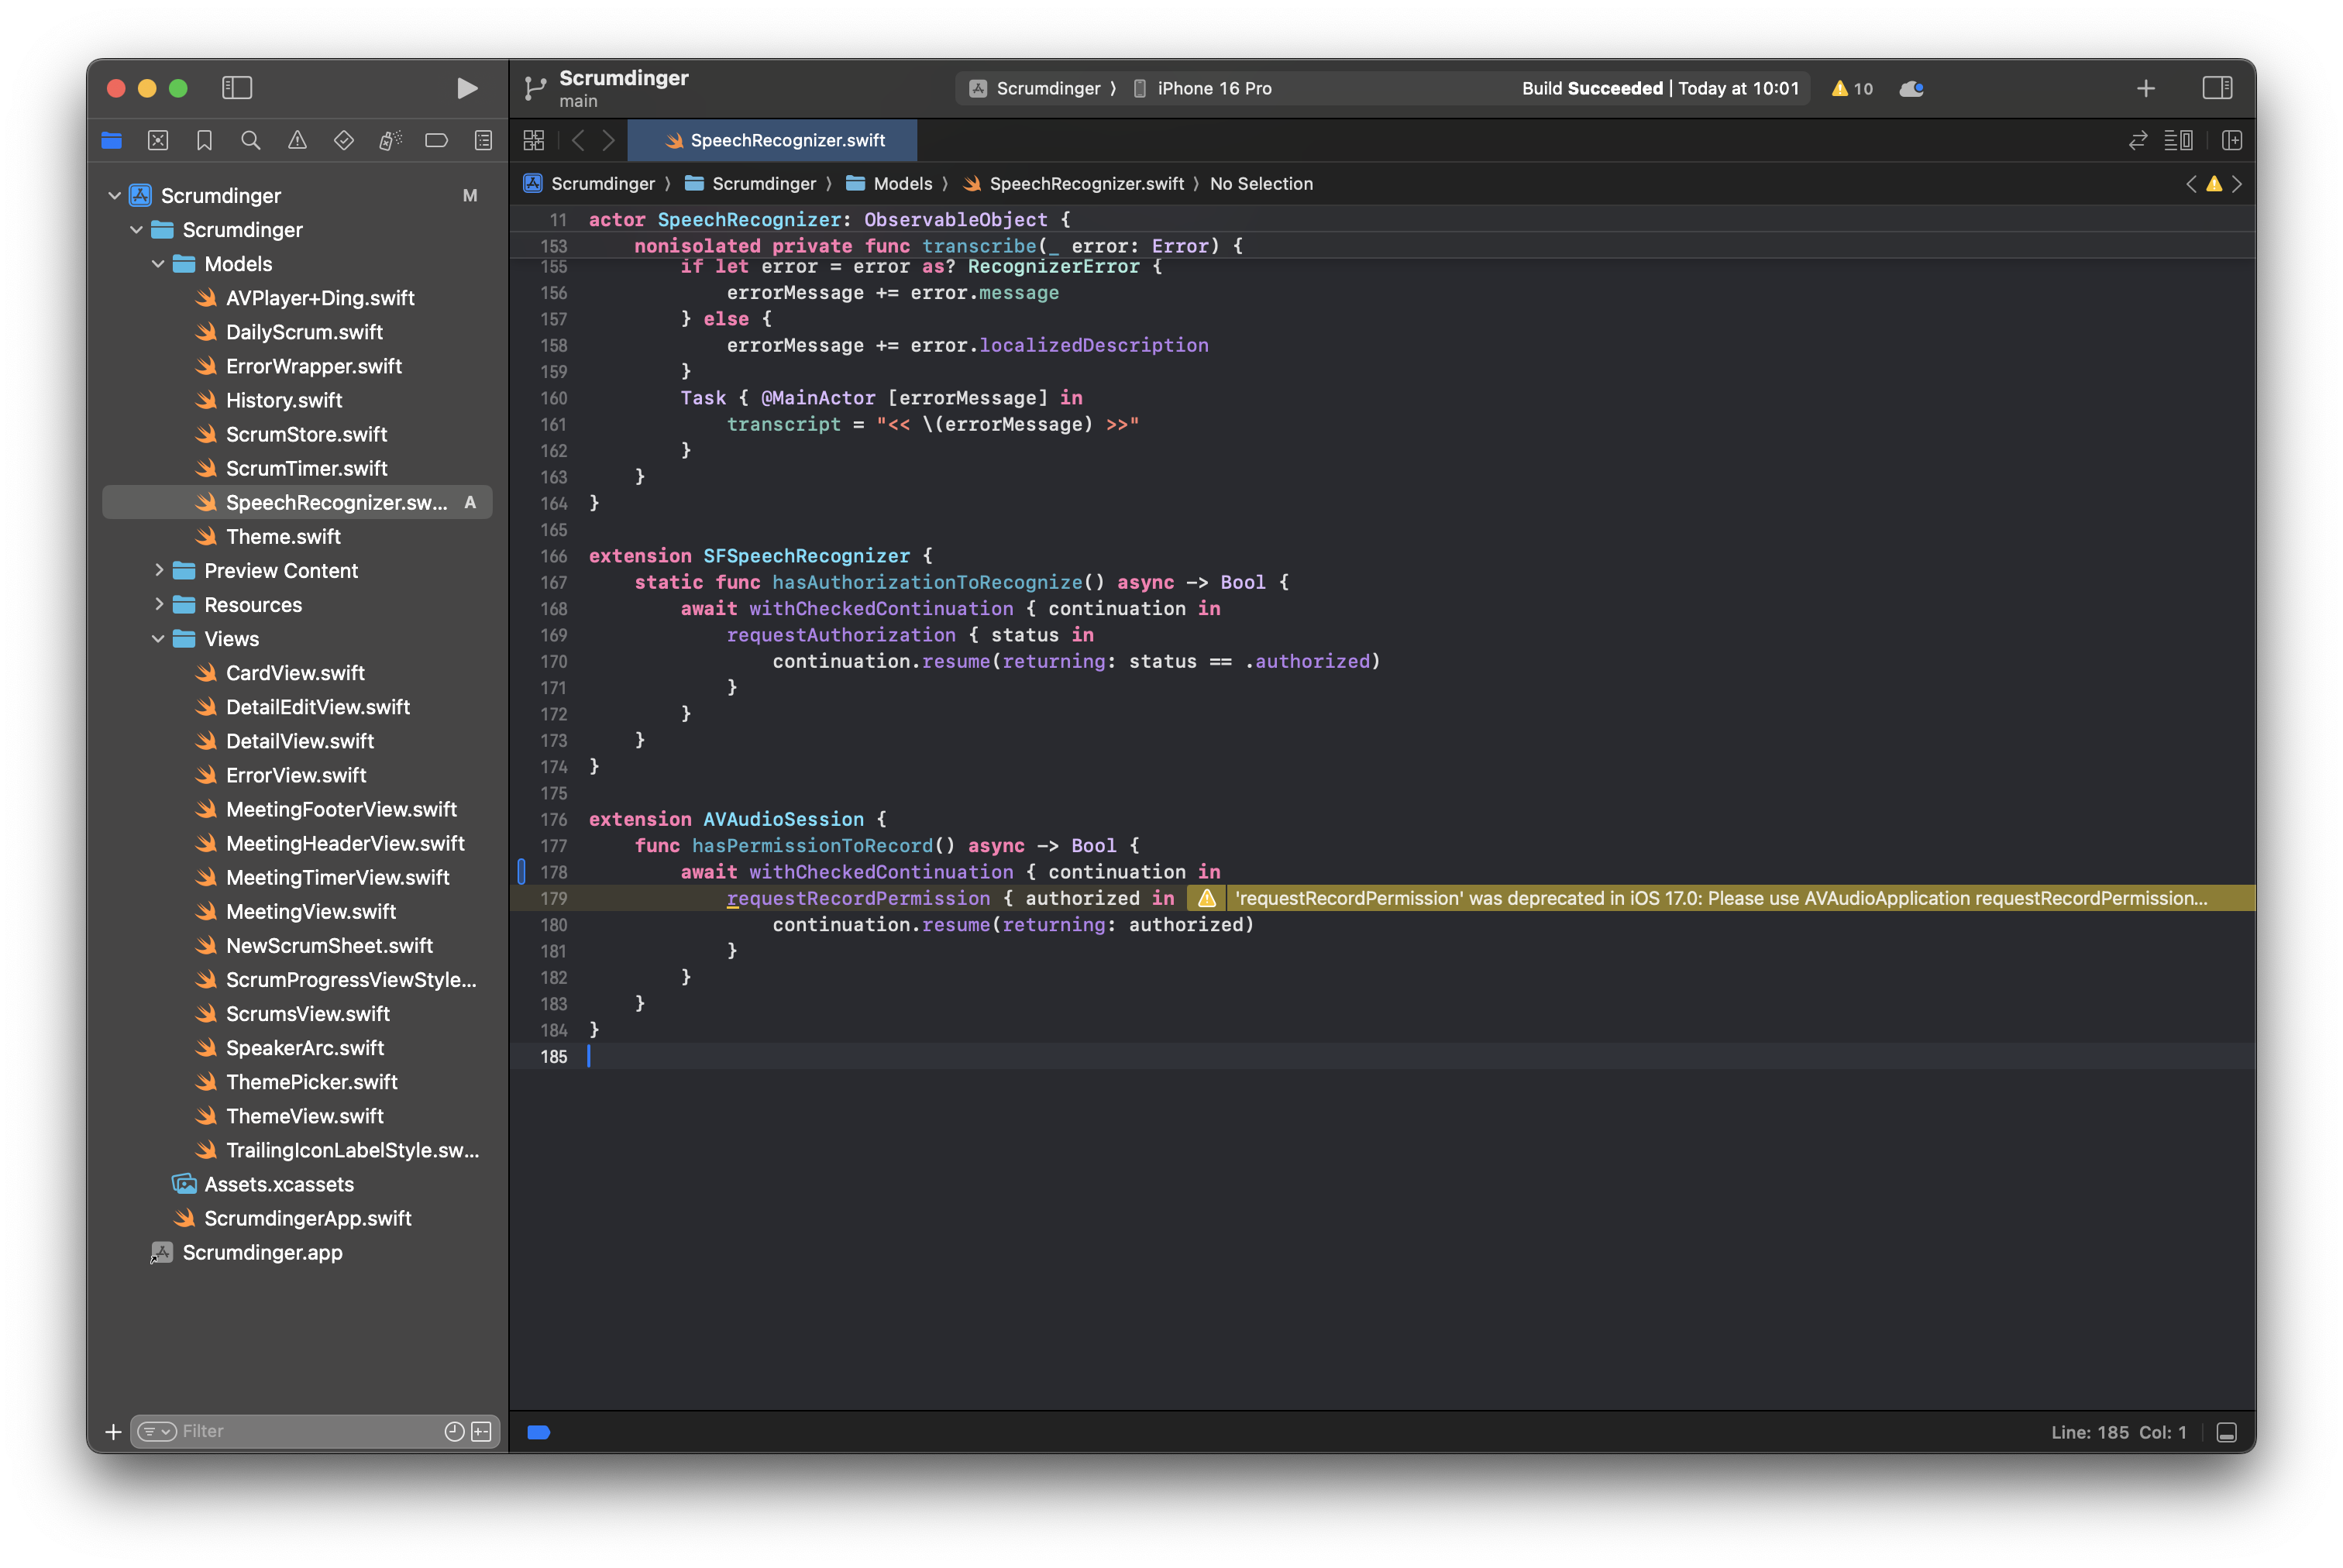 Scrumdinger
main
Scrumdinger 〉 iPhone 16 Pro
Build Succeeded | Today at 10:01
10
SpeechRecognizer.swift
Scrumdinger 〉 Scrumdinger 〉 Models 〉 SpeechRecognizer.swift 〉 No Selection
Scrumdinger M
Scrumdinger
Models
AVPlayer+Ding.swift
DailyScrum.swift
ErrorWrapper.swift
History.swift
ScrumStore.swift
ScrumTimer.swift
SpeechRecognizer.sw... A
Theme.swift
Preview Content
Resources
Views
CardView.swift
DetailEditView.swift
DetailView.swift
ErrorView.swift
MeetingFooterView.swift
MeetingHeaderView.swift
MeetingTimerView.swift
MeetingView.swift
NewScrumSheet.swift
ScrumProgressViewStyle...
ScrumsView.swift
SpeakerArc.swift
ThemePicker.swift
ThemeView.swift
TrailingIconLabelStyle.sw...
Assets.xcassets
ScrumdingerApp.swift
Scrumdinger.app
Filter
11 actor SpeechRecognizer: ObservableObject {
153 nonisolated private func transcribe(_ error: Error) {
155 if let error = error as? RecognizerError {
156 errorMessage += error.message
157 } else {
158 errorMessage += error.localizedDescription
159 }
160 Task { @MainActor [errorMessage] in
161 transcript = "<< \(errorMessage) >>"
162 }
163 }
164 }
165
166 extension SFSpeechRecognizer {
167 static func hasAuthorizationToRecognize() async -> Bool {
168 await withCheckedContinuation { continuation in
169 requestAuthorization { status in
170 continuation.resume(returning: status == .authorized)
171 }
172 }
173 }
174 }
175
176 extension AVAudioSession {
177 func hasPermissionToRecord() async -> Bool {
178 await withCheckedContinuation { continuation in
179 requestRecordPermission { authorized in 'requestRecordPermission' was deprecated in iOS 17.0: Please use AVAudioApplication requestRecordPermission...
180 continuation.resume(returning: authorized)
181 }
182 }
183 }
184 }
185
Line: 185 Col: 1